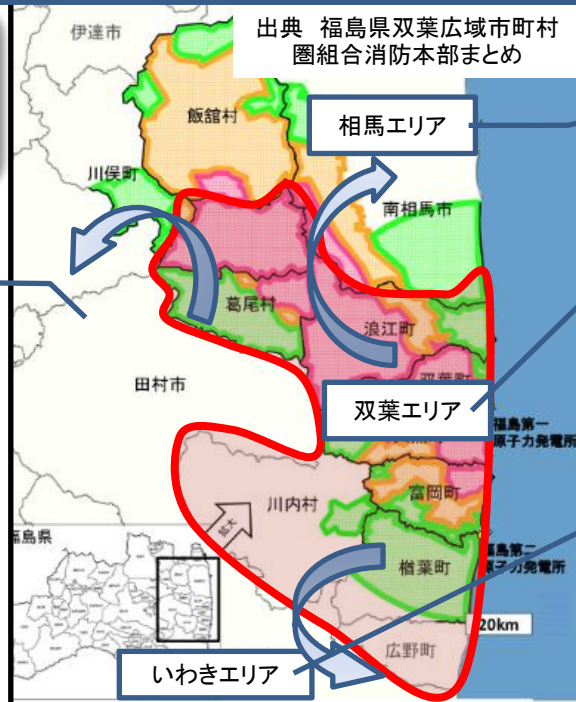 出典 福島県双葉広域市町村
圏組合消防本部まとめ
伊達市
飯舘村
相馬エリア
川俣町
南相馬市
葛尾村
浪江町
田村市
双葉町
双葉エリア
福島第一
原子力発電所
富岡町
川内村
拡大
福島県
福島第二
原子力発電所
楢葉町
20km
広野町
いわきエリア